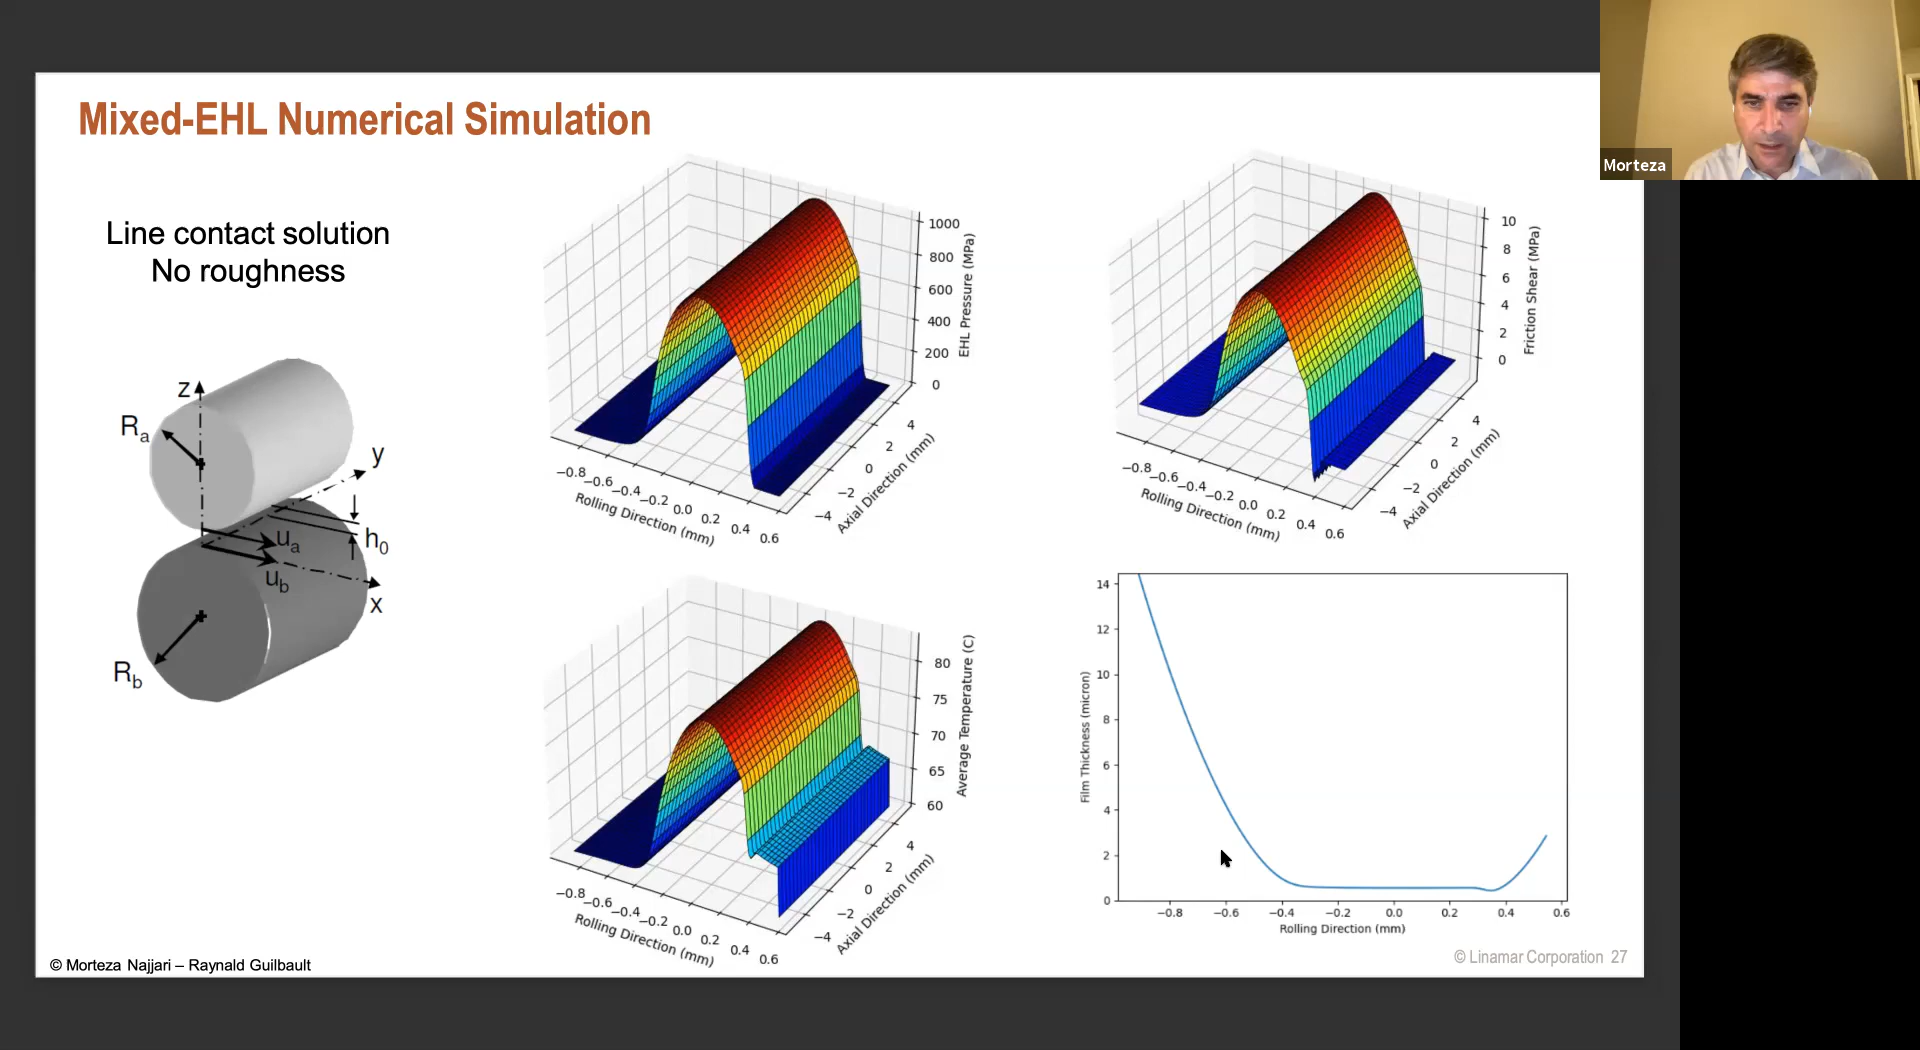 Morteza
Mixed-EHL Numerical Simulation
Line contact solution
No roughness
z
Ra
y
ua
h0
ub
x
Rb
1000
800
600
400
200
0
EHL Pressure (MPa)
4
2
0
−2
−4
Axial Direction (mm)
−0.8
−0.6
−0.4
−0.2
0.0
0.2
0.4
0.6
Rolling Direction (mm)
10
8
6
4
2
0
Friction Shear (MPa)
4
2
0
−2
−4
Axial Direction (mm)
−0.8
−0.6
−0.4
−0.2
0.0
0.2
0.4
0.6
Rolling Direction (mm)
80
75
70
65
60
Average Temperature (C)
4
2
0
−2
−4
Axial Direction (mm)
−0.8
−0.6
−0.4
−0.2
0.0
0.2
0.4
0.6
Rolling Direction (mm)
14
12
10
8
6
4
2
0
Film Thickness (micron)
−0.8 −0.6 −0.4 −0.2 0.0 0.2 0.4 0.6
Rolling Direction (mm)
© Morteza Najjari – Raynald Guilbault
© Linamar Corporation 27